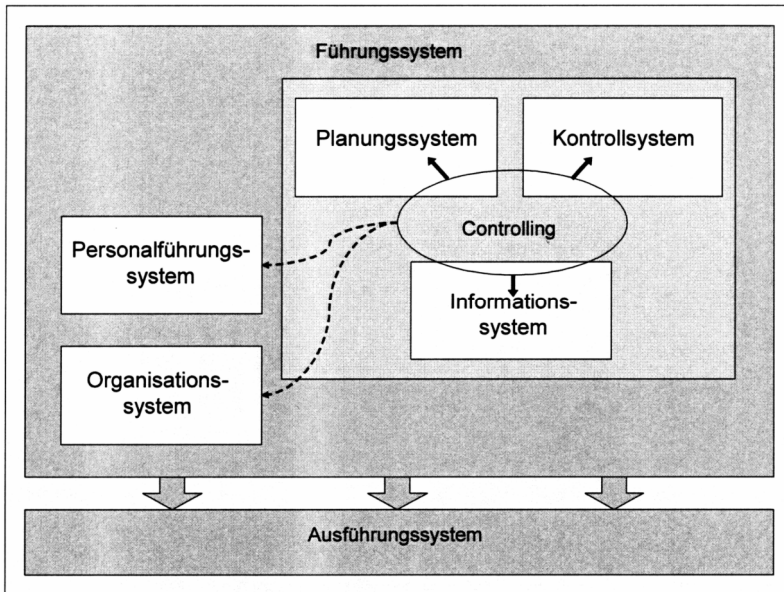 Führungssystem
Planungssystem
Kontrollsystem
Controlling
Personalführungs-
system
Informations-
system
Organisations-
system
Ausführungssystem